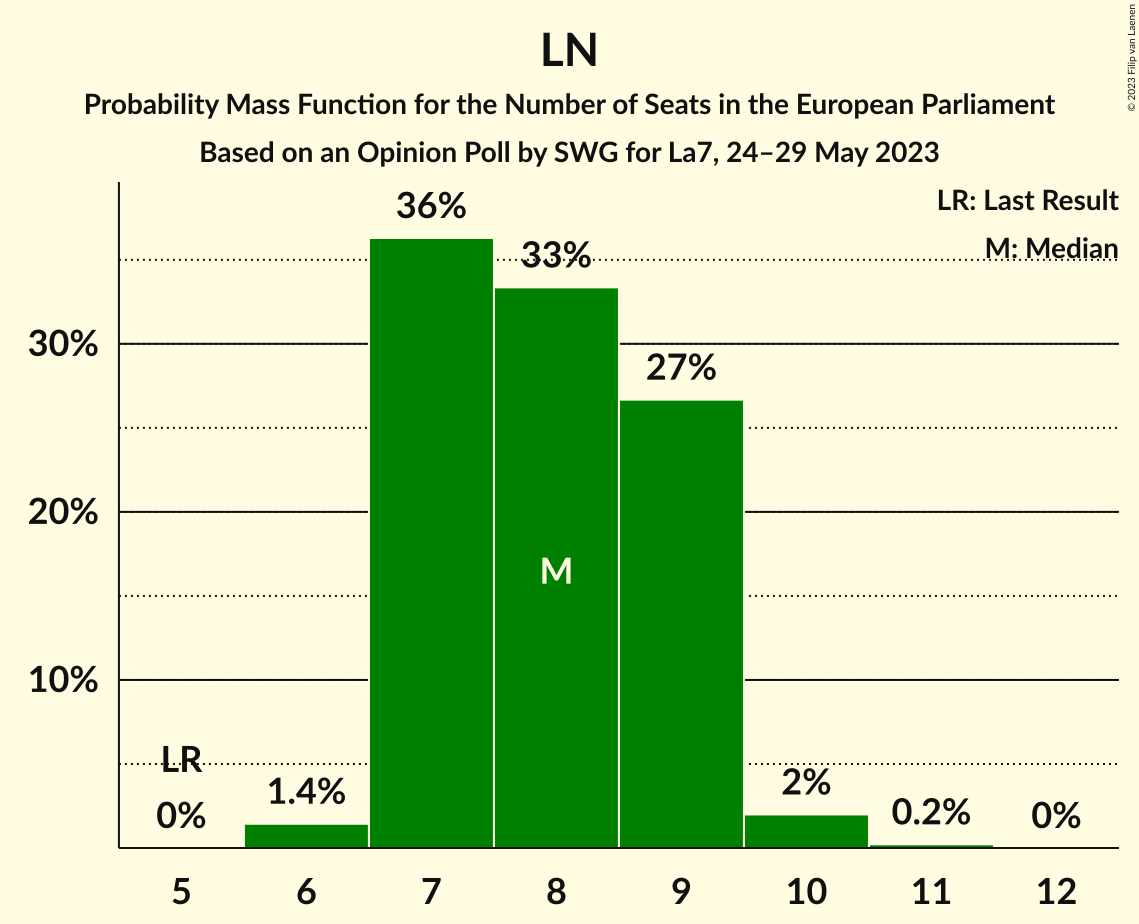 LN
Probability Mass Function for the Number of Seats in the European Parliament
Based on an Opinion Poll by SWG for La7, 24–29 May 2023
© 2023 Filip van Laenen
LR: Last Result
M: Median
36%
33%
30%
27%
20%
M
10%
LR
0%
1.4%
2%
0.2%
0%
5 6 7 8 9 10 11 12